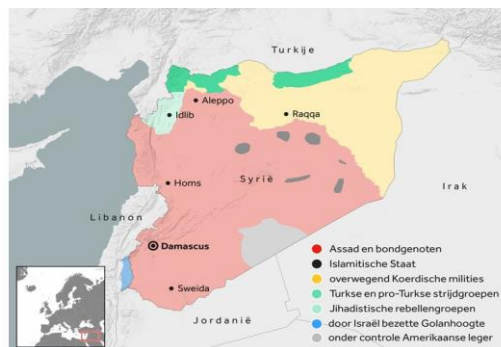 Turkije
Aleppo
Idlib
Raqqa
Syrië
Homs
Irak
Libanon
Damascus
Sweida
Jordanië
Assad en bondgenoten
Islamitische Staat
overwegend Koerdische milities
Turkse en pro-Turkse strijdgroepen
Jihadistische rebellengroepen
door Israël bezette Golanhoogte
onder controle Amerikaanse leger